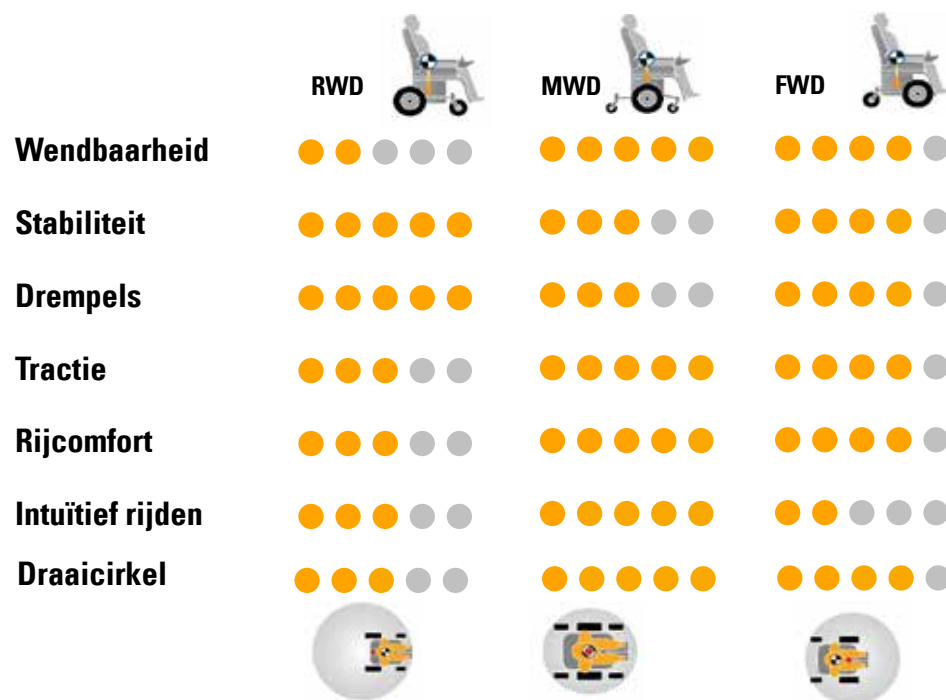 RWD MWD FWD
Wendbaarheid
Stabiliteit
Drempels
Tractie
Rijcomfort
Intuïtief rijden
Draaicirkel